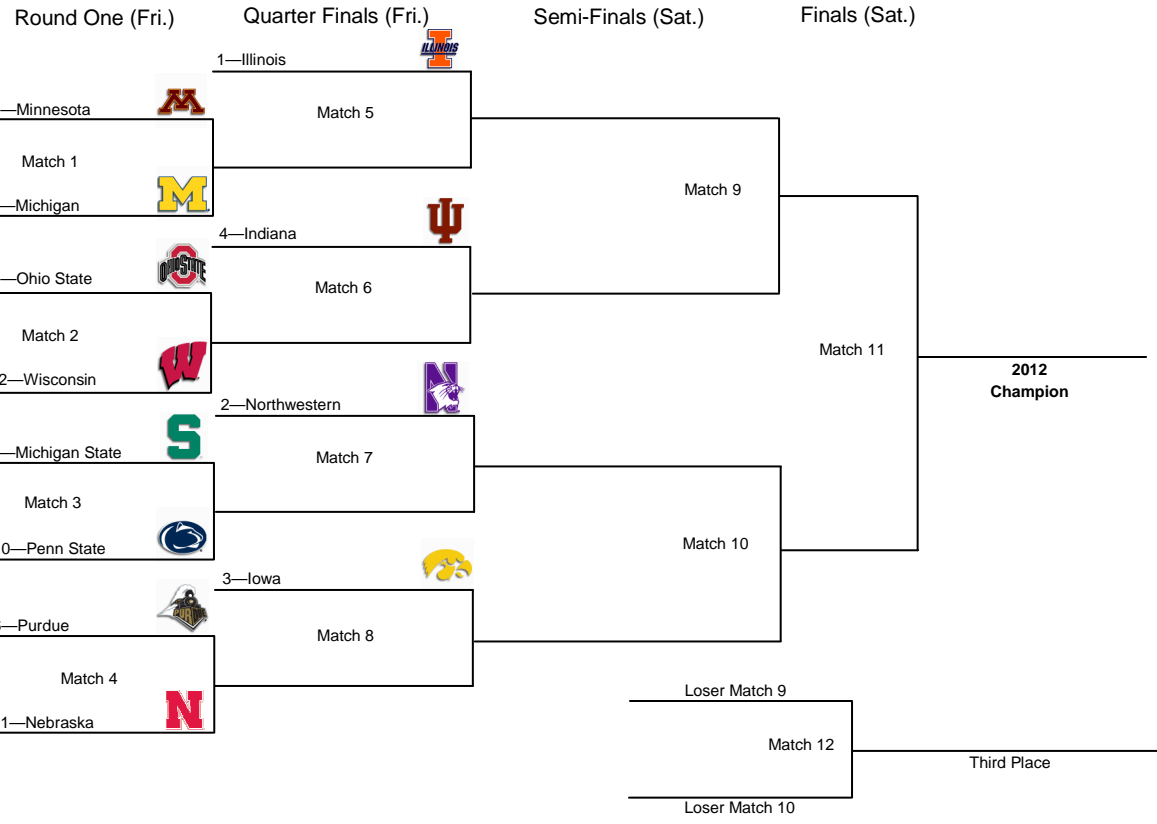 Round One (Fri.)
Quarter Finals (Fri.)
Semi-Finals (Sat.)
Finals (Sat.)
1—Illinois
ILLINOIS
—Minnesota
M
Match 5
Match 1
Match 9
—Michigan
M
4—Indiana
—Ohio State
OHIO STATE
Match 6
Match 2
Match 11
2—Wisconsin
W
2012
Champion
2—Northwestern
N
—Michigan State
S
Match 7
Match 3
Match 10
0—Penn State
3—Iowa
—Purdue
PURDUE
Match 8
Match 4
Loser Match 9
1—Nebraska
N
Match 12
Third Place
Loser Match 10